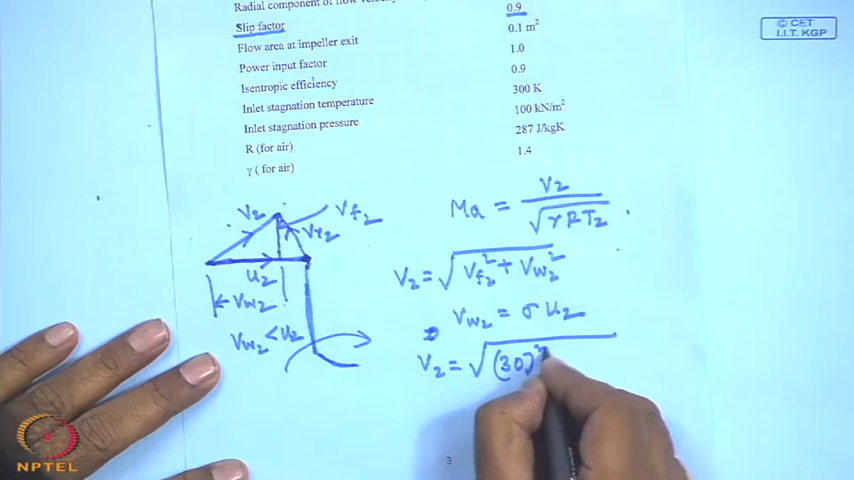 Radial component of flow velocity
0.9
© CET
I.I.T. KGP
Slip factor
0.1 m²
Flow area at impeller exit
1.0
Power input factor
0.9
Isentropic efficiency
300 K
Inlet stagnation temperature
100 kN/m²
Inlet stagnation pressure
287 J/kgK
R (for air)
1.4
γ ( for air)
Ma = V₂ / √γRT₂
V₂
Vf₂
Vr₂
u₂
Vw₂
Vw₂ < u₂
V₂ = √Vf₂² + Vw₂²
Vw₂ = σ u₂
V₂ = √(30)²
3
NPTEL